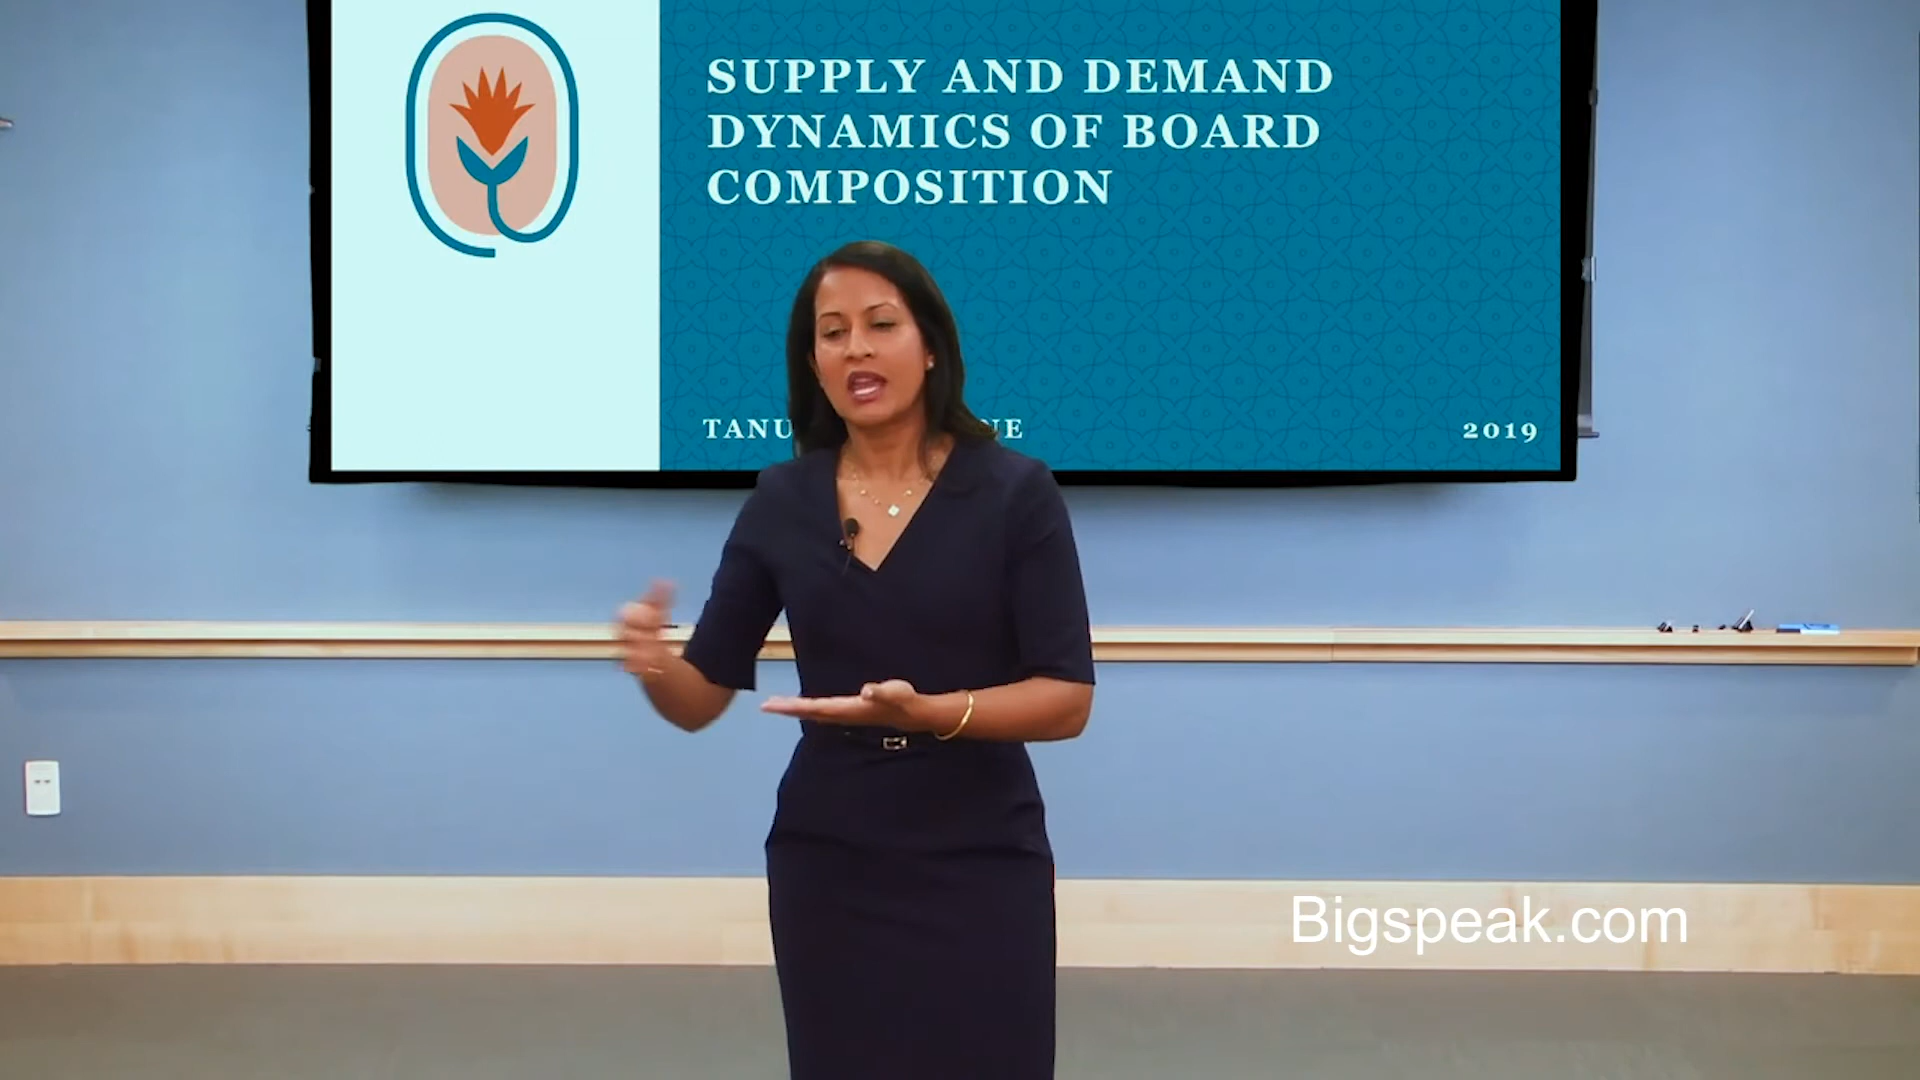 SUPPLY AND DEMAND
DYNAMICS OF BOARD
COMPOSITION
2019
Bigspeak.com